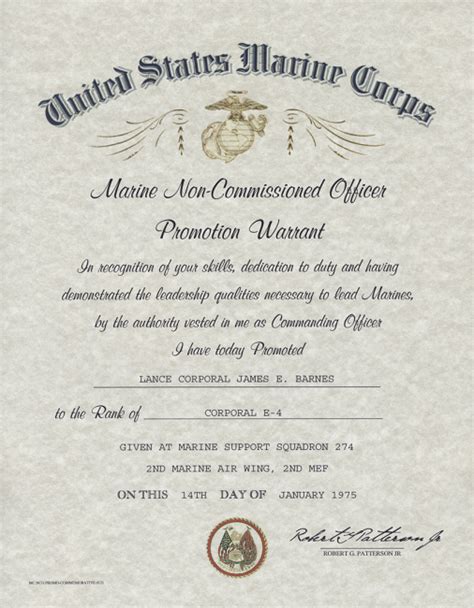 United States Marine Corps
Marine Non-Commissioned Officer
Promotion Warrant
In recognition of your skills, dedication to duty and having
demonstrated the leadership qualities necessary to lead Marines,
by the authority vested in me as Commanding Officer
I have today Promoted
LANCE CORPORAL JAMES E. BARNES
to the Rank of CORPORAL E-4
GIVEN AT MARINE SUPPORT SQUADRON 274
2ND MARINE AIR WING, 2ND MEF
ON THIS 14TH DAY OF JANUARY 1975
Robert G Patterson Jr
ROBERT G. PATTERSON JR